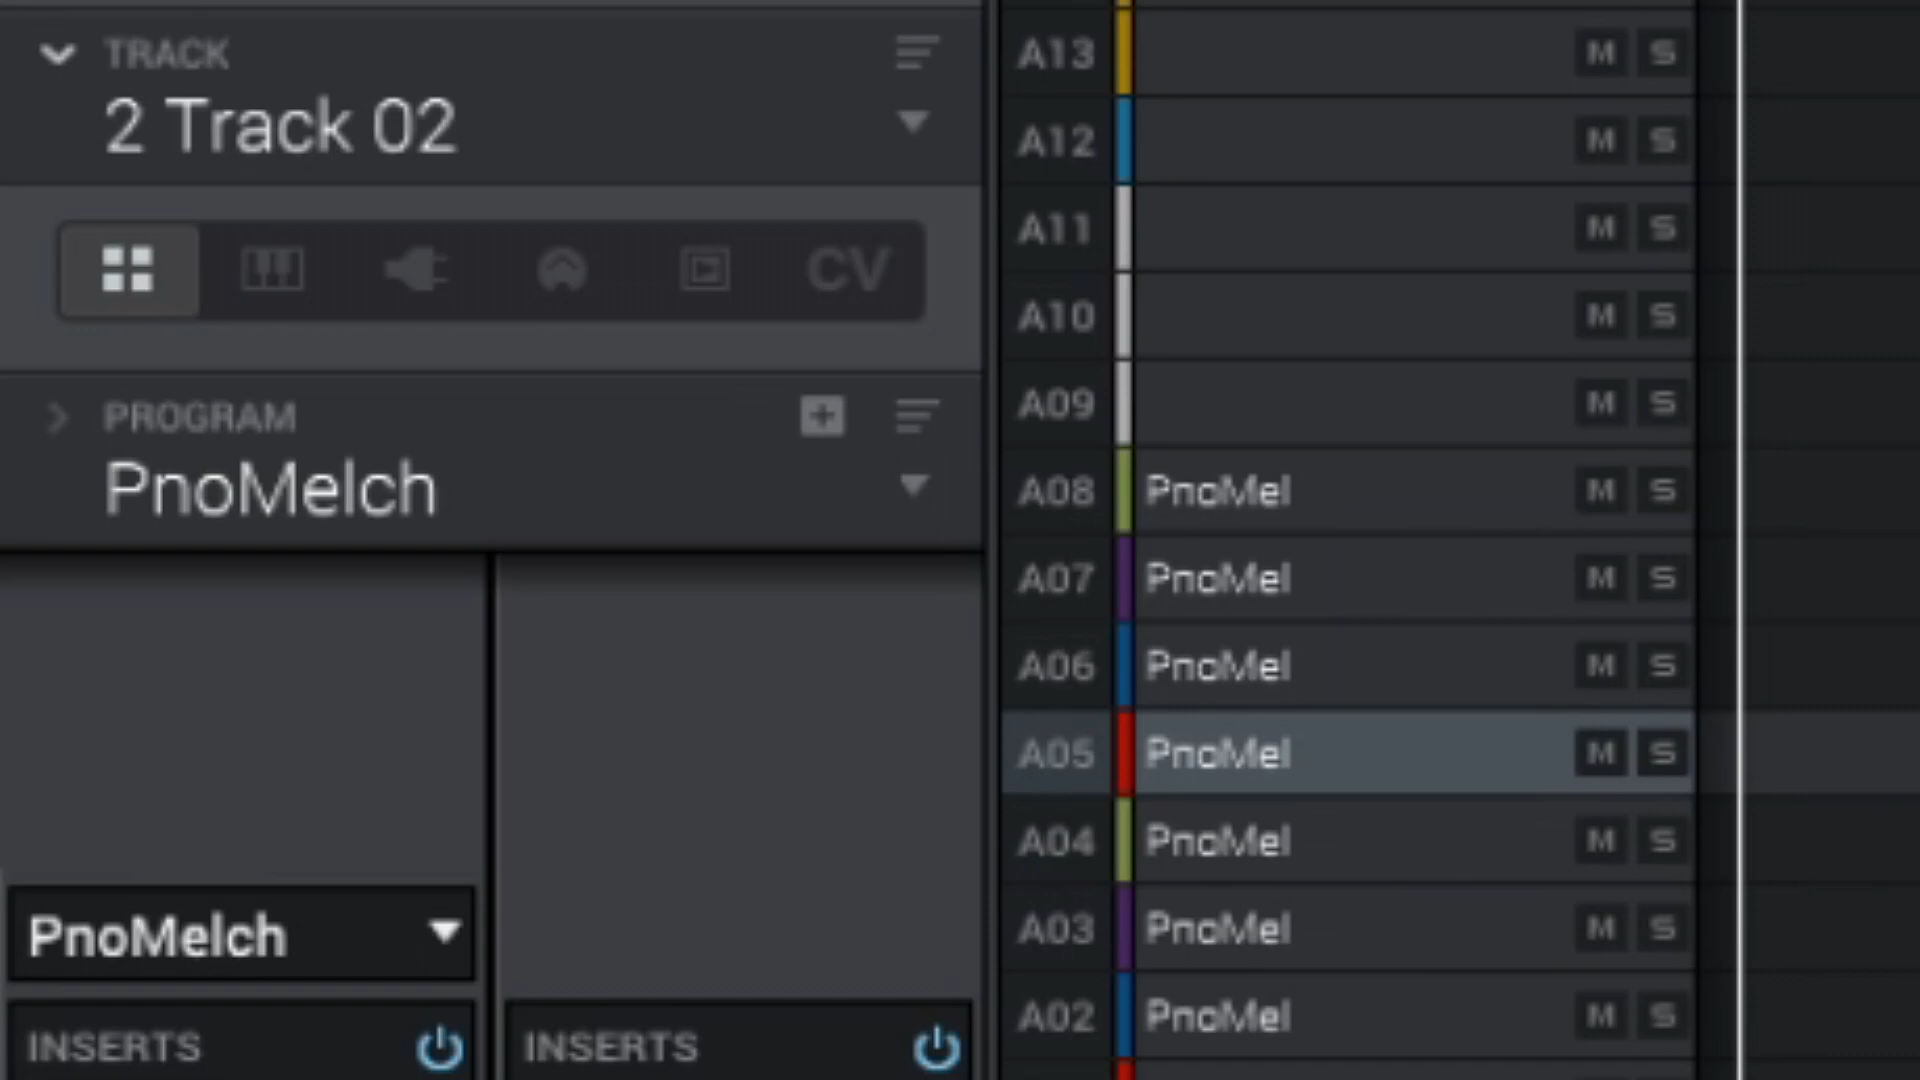 TRACK
2 Track 02
CV
PROGRAM
PnoMelch
PnoMelch
INSERTS
INSERTS
A13 M S
A12 M S
A11 M S
A10 M S
A09 M S
A08 PnoMel M S
A07 PnoMel M S
A06 PnoMel M S
A05 PnoMel M S
A04 PnoMel M S
A03 PnoMel M S
A02 PnoMel M S